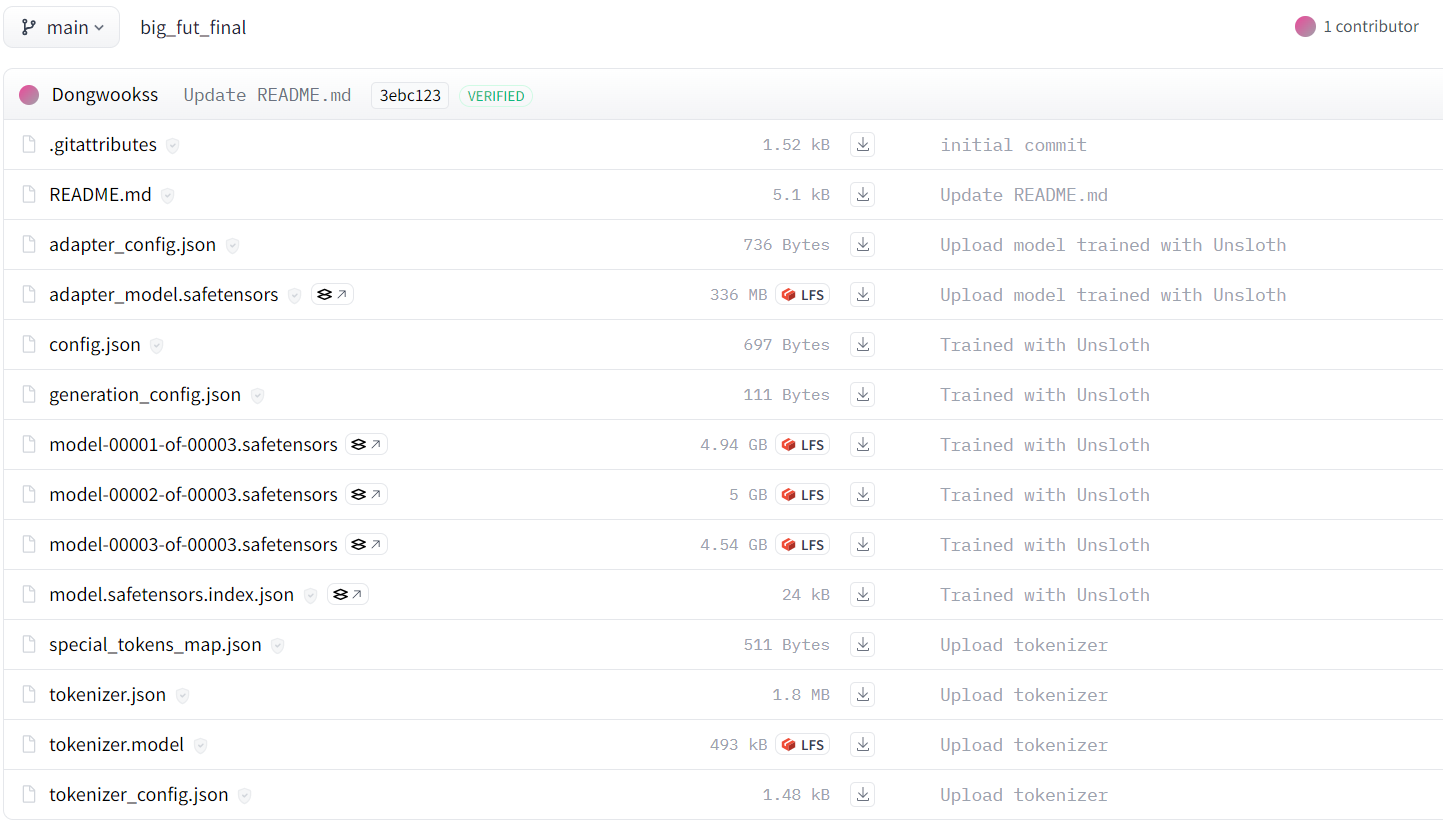 main big_fut_final 1 contributor
Dongwookss Update README.md 3ebc123 VERIFIED
.gitattributes 1.52 kB initial commit
README.md 5.1 kB Update README.md
adapter_config.json 736 Bytes Upload model trained with Unsloth
adapter_model.safetensors 336 MB LFS Upload model trained with Unsloth
config.json 697 Bytes Trained with Unsloth
generation_config.json 111 Bytes Trained with Unsloth
model-00001-of-00003.safetensors 4.94 GB LFS Trained with Unsloth
model-00002-of-00003.safetensors 5 GB LFS Trained with Unsloth
model-00003-of-00003.safetensors 4.54 GB LFS Trained with Unsloth
model.safetensors.index.json 24 kB Trained with Unsloth
special_tokens_map.json 511 Bytes Upload tokenizer
tokenizer.json 1.8 MB Upload tokenizer
tokenizer.model 493 kB LFS Upload tokenizer
tokenizer_config.json 1.48 kB Upload tokenizer